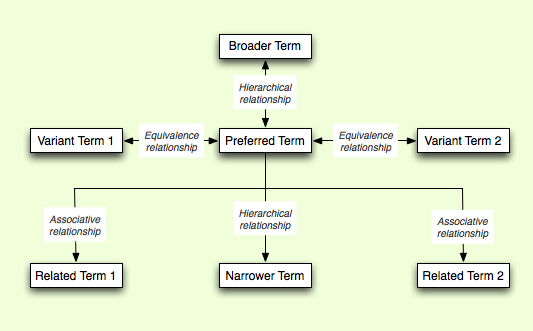 Broader Term
Hierarchical
relationship
Variant Term 1
Equivalence
relationship
Preferred Term
Equivalence
relationship
Variant Term 2
Associative
relationship
Hierarchical
relationship
Associative
relationship
Related Term 1
Narrower Term
Related Term 2